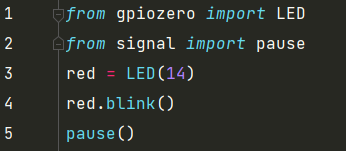 1 from gpiozero import LED
2 from signal import pause
3 red = LED(14)
4 red.blink()
5 pause()